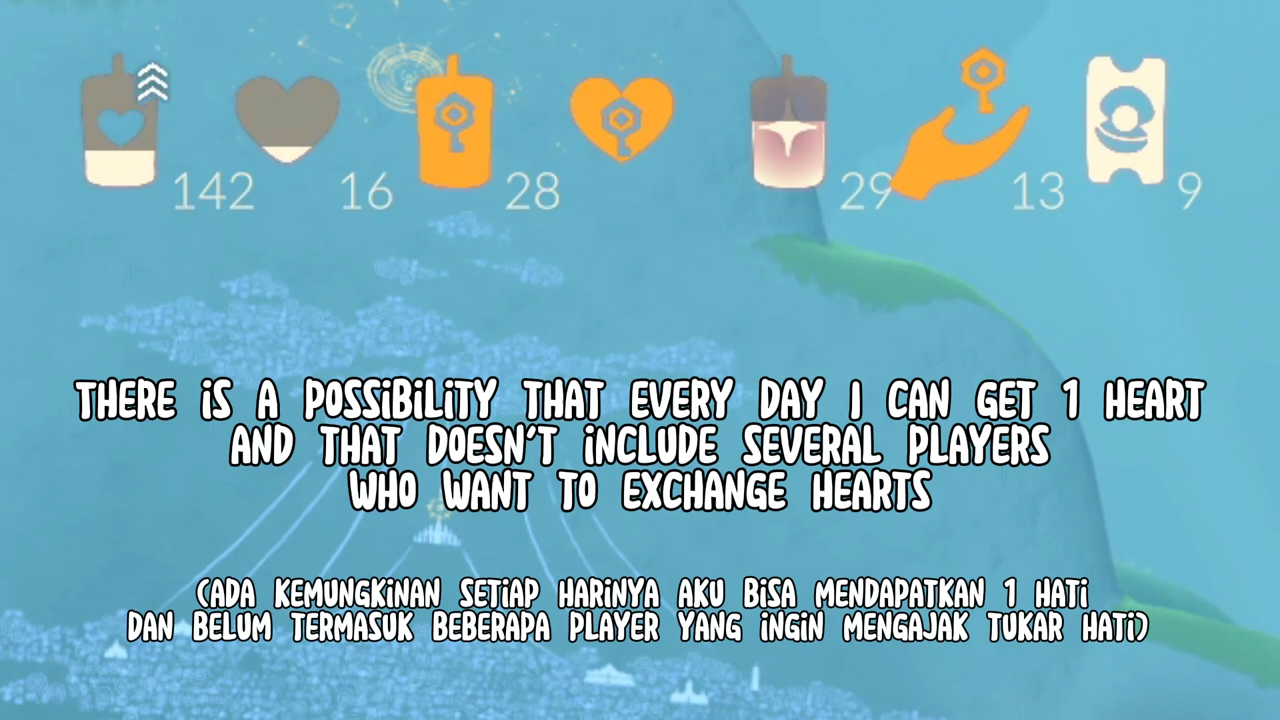 142 16 28 29 13 9
THERE IS A POSSIBILITY THAT EVERY DAY I CAN GET 1 HEART
AND THAT DOESN'T INCLUDE SEVERAL PLAYERS
WHO WANT TO EXCHANGE HEARTS
(ADA KEMUNGKINAN SETIAP HARINYA AKU BISA MENDAPATKAN 1 HATI
DAN BELUM TERMASUK BEBERAPA PLAYER YANG INGIN MENGAJAK TUKAR HATI)